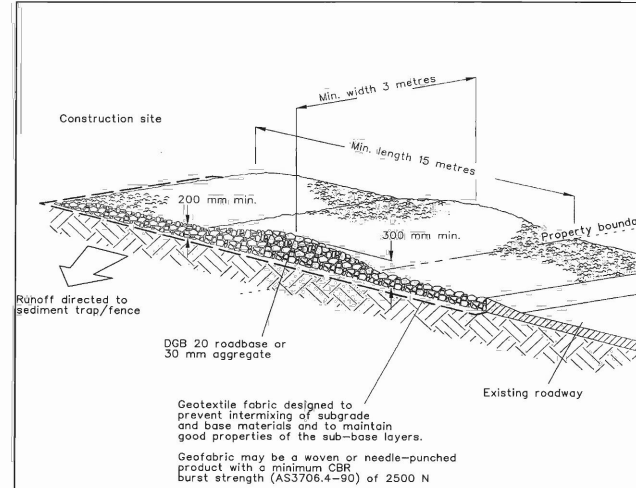 Min. width 3 metres
Construction site
Min. length 15 metres
200 mm min.
300 mm min.
Property bounda
Runoff directed to
sediment trap/fence
DGB 20 roadbase or
30 mm aggregate
Existing roadway
Geotextile fabric designed to
prevent intermixing of subgrade
and base materials and to maintain
good properties of the sub-base layers.
Geofabric may be a woven or needle-punched
product with a minimum CBR
burst strength (AS3706.4-90) of 2500 N